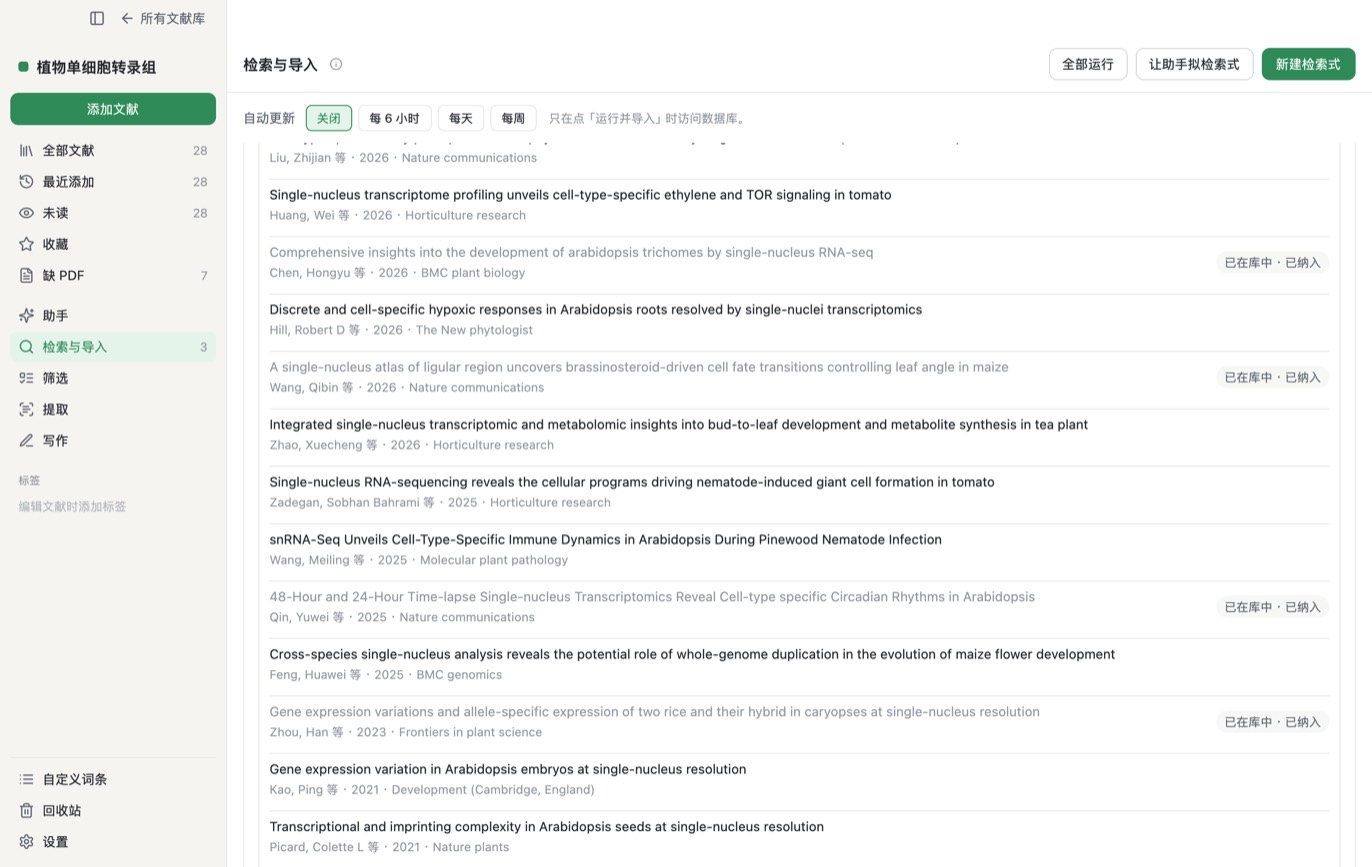 所有文献库
植物单细胞转录组
添加文献
全部文献 28
最近添加 28
未读 28
收藏
缺 PDF 7
助手
检索与导入 3
筛选
提取
写作
标签
编辑文献时添加标签
自定义词条
回收站
设置
检索与导入
全部运行
让助手拟检索式
新建检索式
自动更新 关闭 每 6 小时 每天 每周 只在点「运行并导入」时访问数据库。
Liu, Zhijian 等 · 2026 · Nature communications
Single-nucleus transcriptome profiling unveils cell-type-specific ethylene and TOR signaling in tomato
Huang, Wei 等 · 2026 · Horticulture research
Comprehensive insights into the development of arabidopsis trichomes by single-nucleus RNA-seq
Chen, Hongyu 等 · 2026 · BMC plant biology
已在库中 · 已纳入
Discrete and cell-specific hypoxic responses in Arabidopsis roots resolved by single-nuclei transcriptomics
Hill, Robert D 等 · 2026 · The New phytologist
A single-nucleus atlas of ligular region uncovers brassinosteroid-driven cell fate transitions controlling leaf angle in maize
Wang, Qibin 等 · 2026 · Nature communications
已在库中 · 已纳入
Integrated single-nucleus transcriptomic and metabolomic insights into bud-to-leaf development and metabolite synthesis in tea plant
Zhao, Xuecheng 等 · 2026 · Horticulture research
Single-nucleus RNA-sequencing reveals the cellular programs driving nematode-induced giant cell formation in tomato
Zadegan, Sobhan Bahrami 等 · 2025 · Horticulture research
snRNA-Seq Unveils Cell-Type-Specific Immune Dynamics in Arabidopsis During Pinewood Nematode Infection
Wang, Meiling 等 · 2025 · Molecular plant pathology
48-Hour and 24-Hour Time-lapse Single-nucleus Transcriptomics Reveal Cell-type specific Circadian Rhythms in Arabidopsis
Qin, Yuwei 等 · 2025 · Nature communications
已在库中 · 已纳入
Cross-species single-nucleus analysis reveals the potential role of whole-genome duplication in the evolution of maize flower development
Feng, Huawei 等 · 2025 · BMC genomics
Gene expression variations and allele-specific expression of two rice and their hybrid in caryopses at single-nucleus resolution
Zhou, Han 等 · 2023 · Frontiers in plant science
已在库中 · 已纳入
Gene expression variation in Arabidopsis embryos at single-nucleus resolution
Kao, Ping 等 · 2021 · Development (Cambridge, England)
Transcriptional and imprinting complexity in Arabidopsis seeds at single-nucleus resolution
Picard, Colette L 等 · 2021 · Nature plants